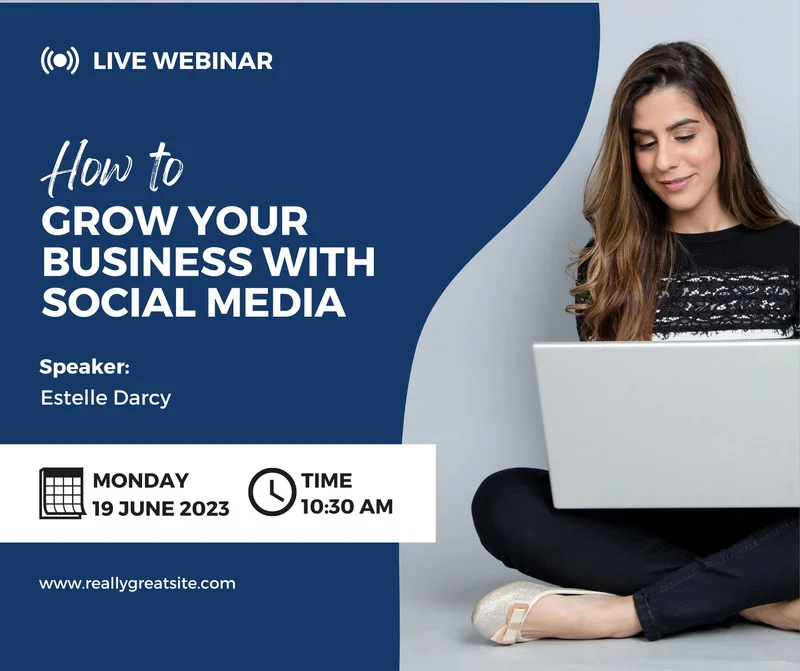 LIVE WEBINAR
How to
GROW YOUR
BUSINESS WITH
SOCIAL MEDIA
Speaker:
Estelle Darcy
MONDAY
19 JUNE 2023
TIME
10:30 AM
www.reallygreatsite.com